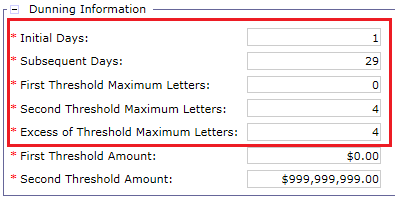 Dunning Information
* Initial Days: 1
* Subsequent Days: 29
* First Threshold Maximum Letters: 0
* Second Threshold Maximum Letters: 4
* Excess of Threshold Maximum Letters: 4
* First Threshold Amount: $0.00
* Second Threshold Amount: $999,999,999.00